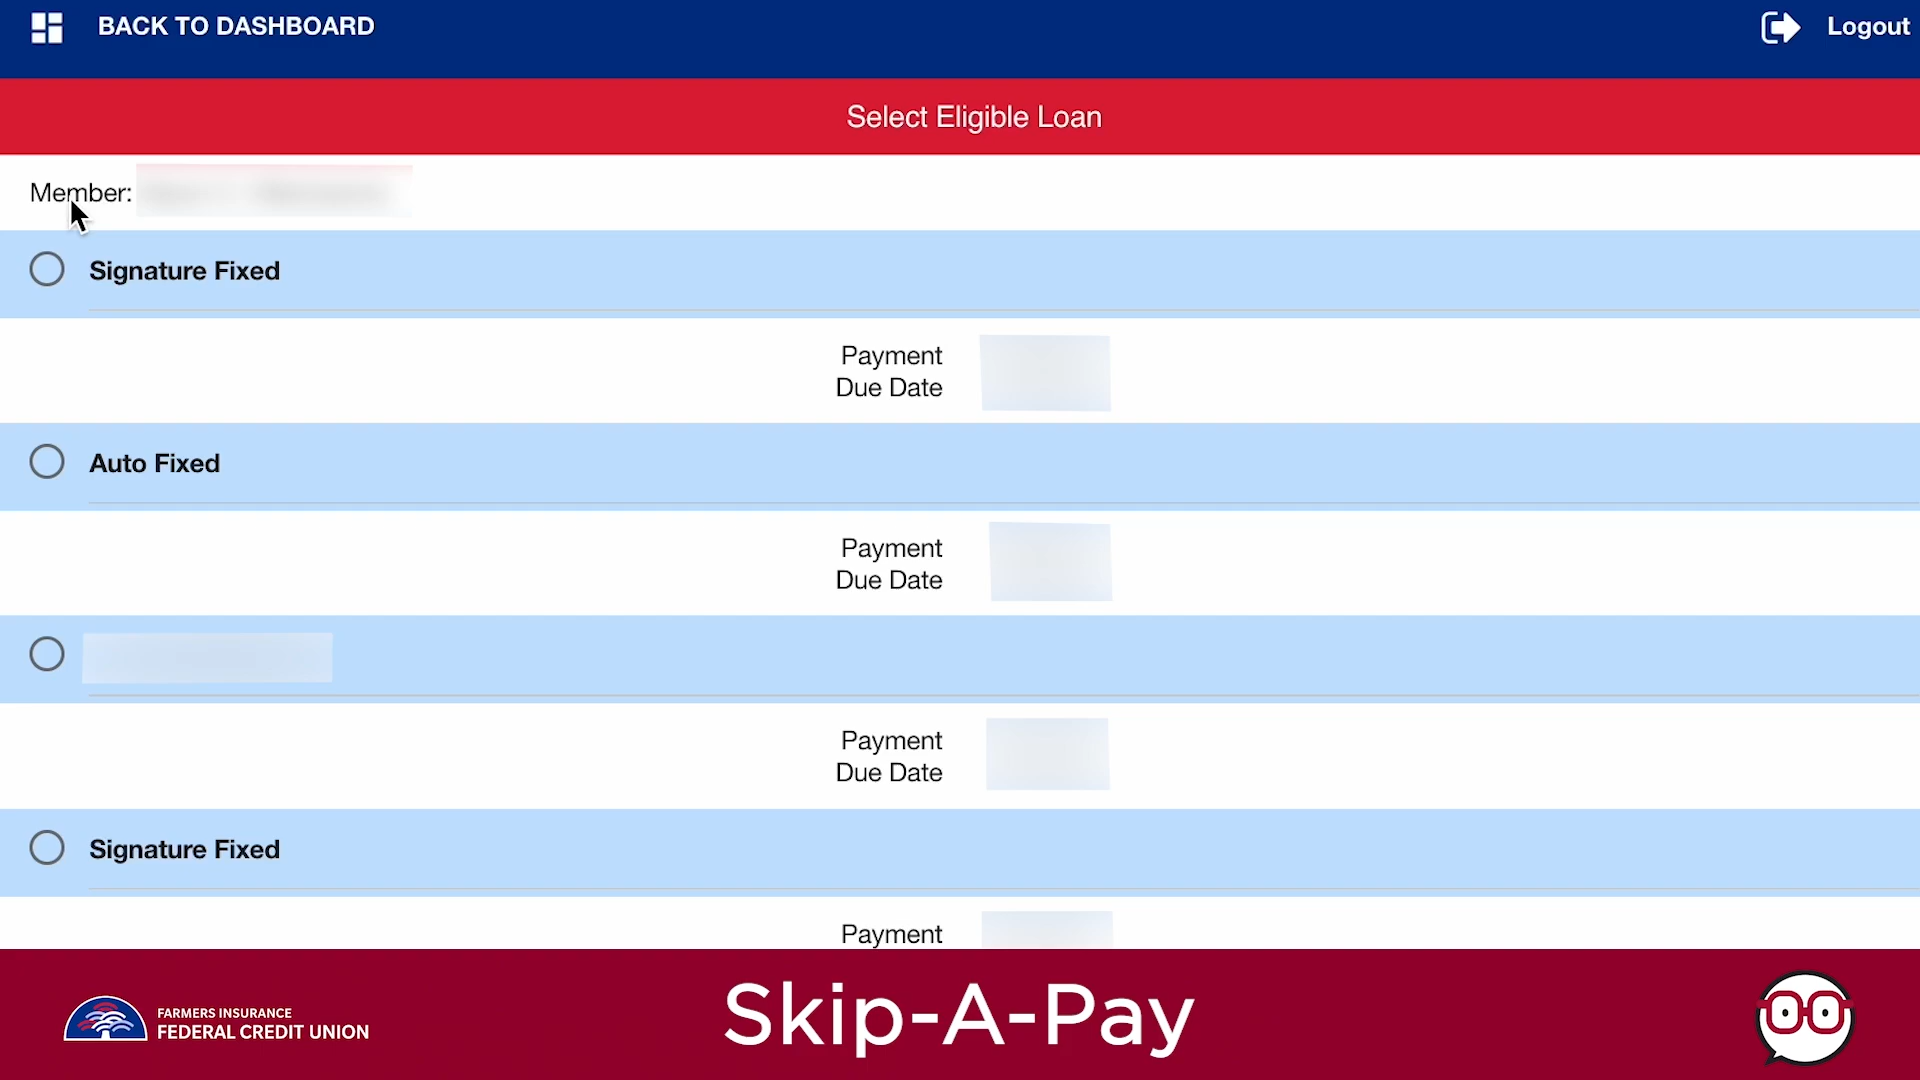 BACK TO DASHBOARD
Logout
Select Eligible Loan
Member:
Signature Fixed
Payment
Due Date
Auto Fixed
Payment
Due Date
Payment
Due Date
Signature Fixed
Payment
FARMERS INSURANCE
FEDERAL CREDIT UNION
Skip-A-Pay